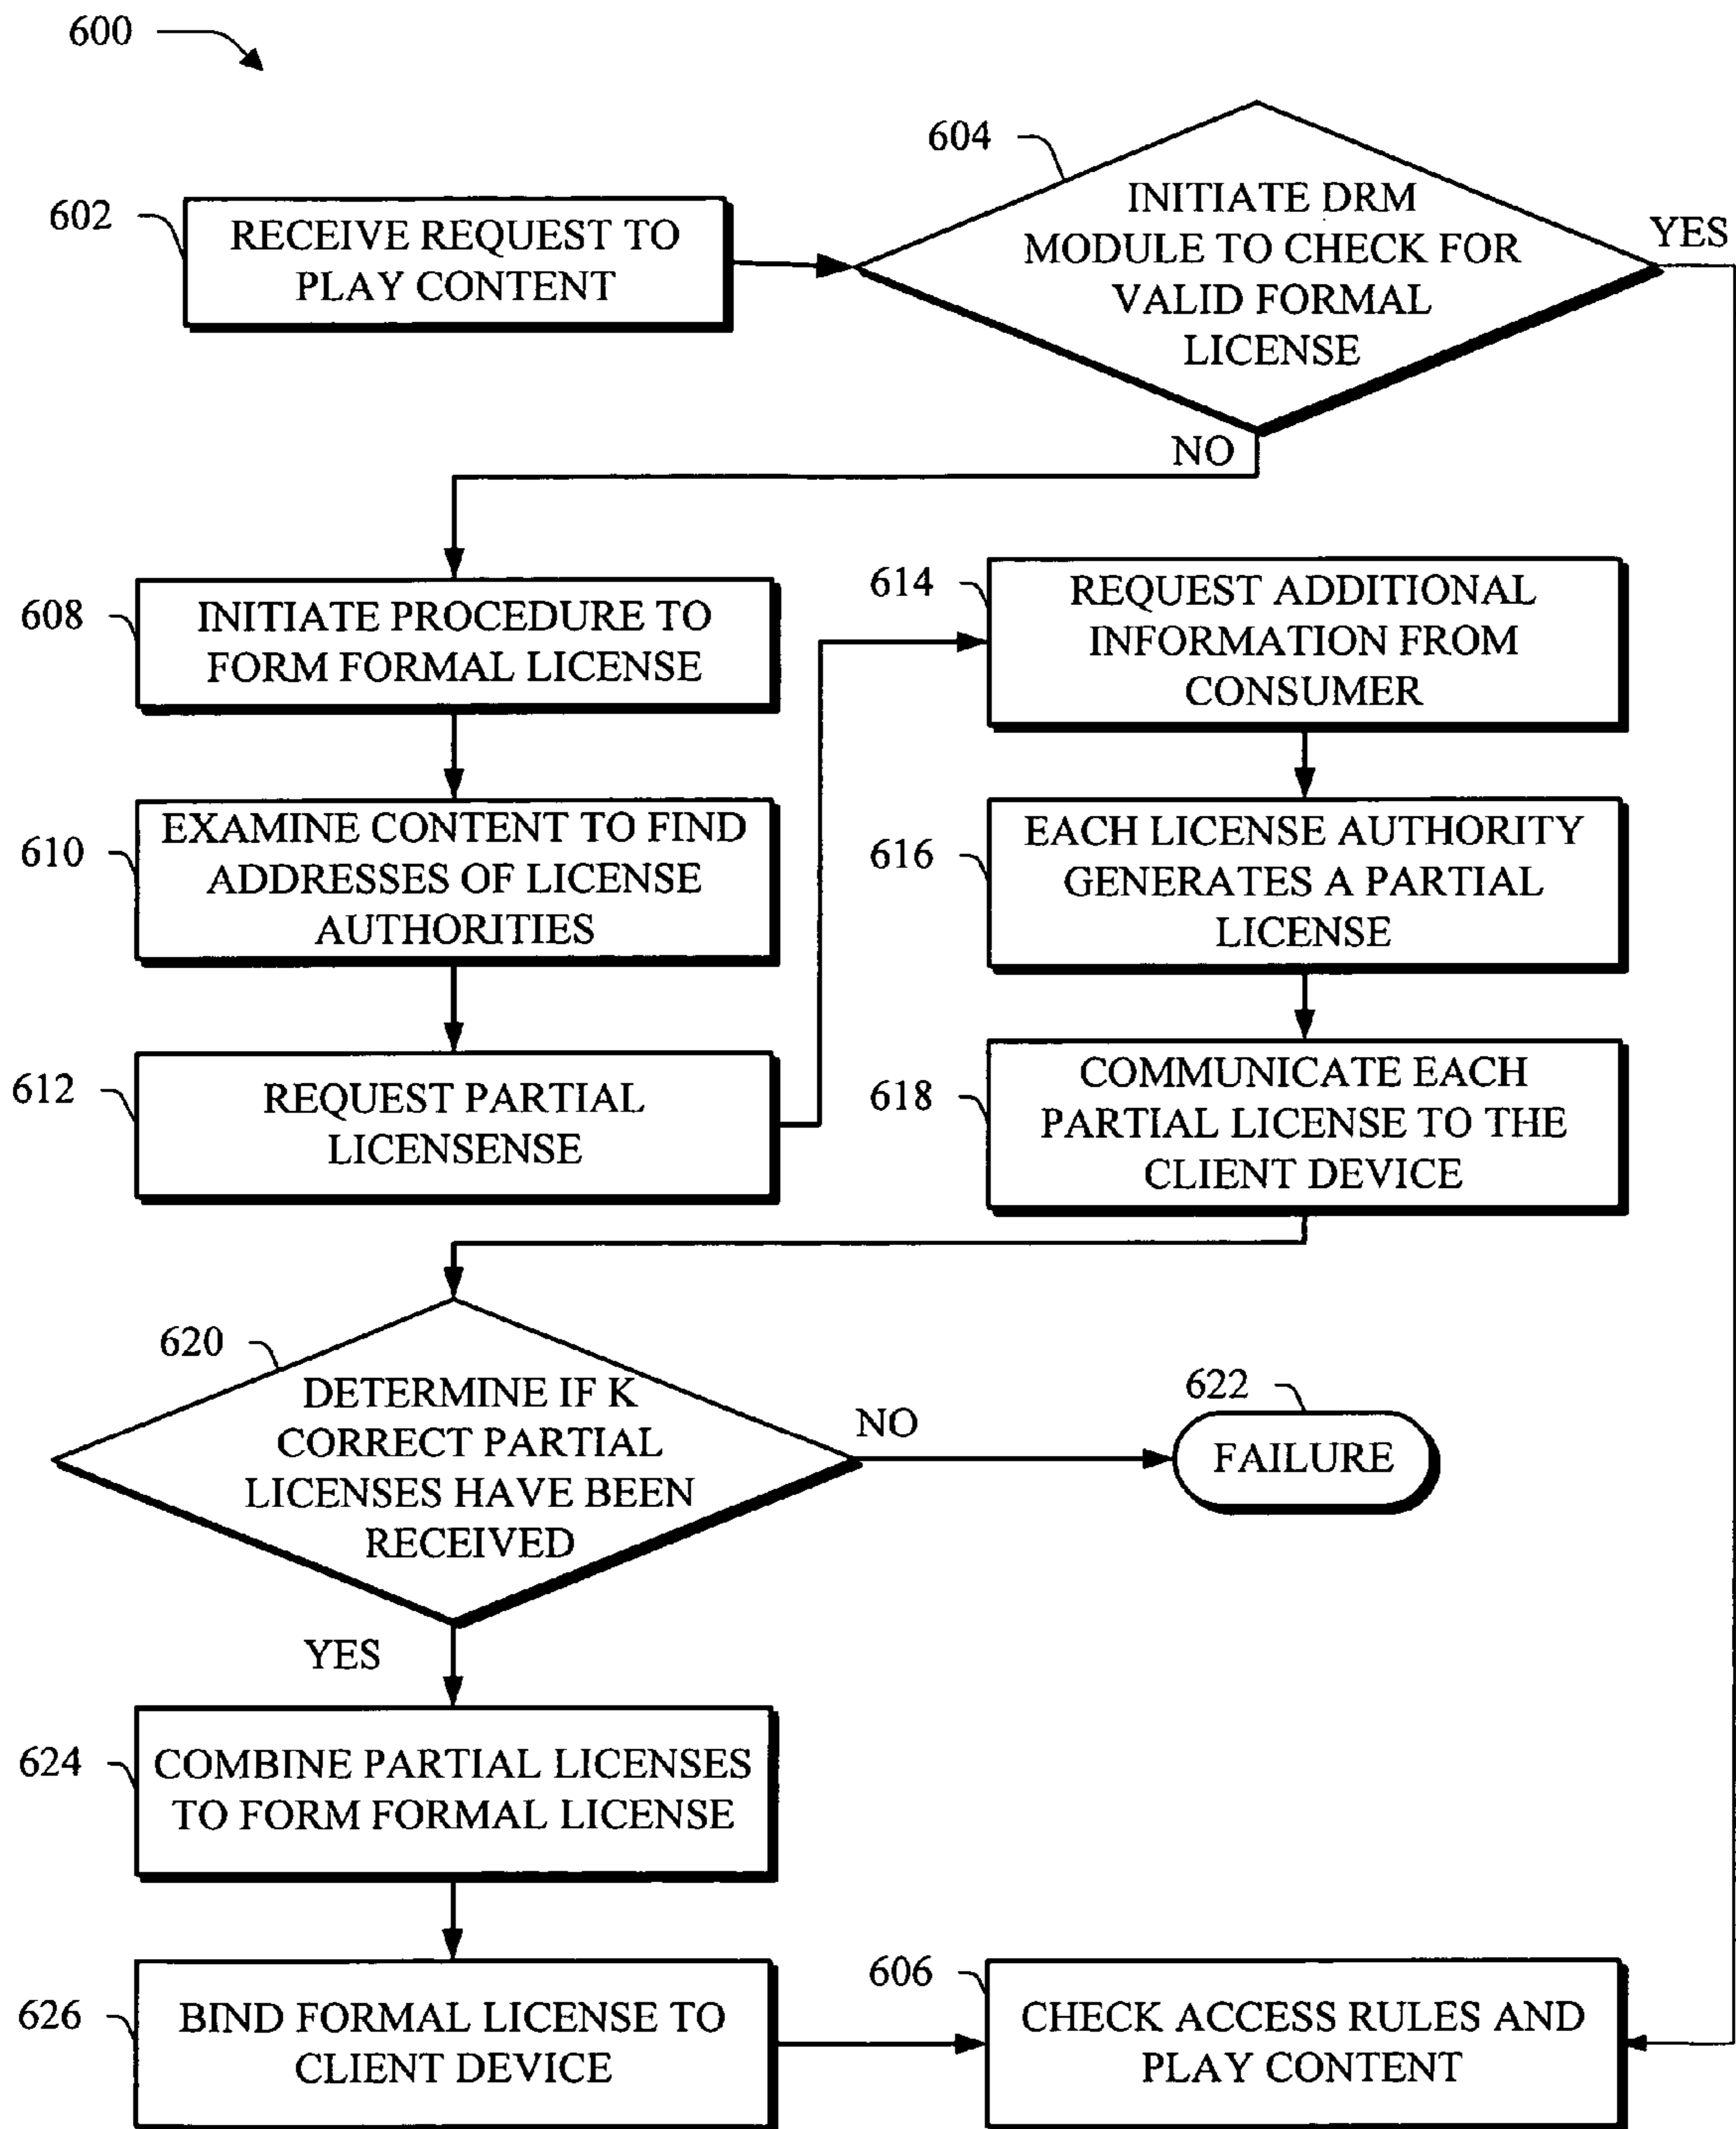 600
604
INITIATE DRM
MODULE TO CHECK FOR
VALID FORMAL
LICENSE
YES
602
RECEIVE REQUEST TO
PLAY CONTENT
NO
608
INITIATE PROCEDURE TO
FORM FORMAL LICENSE
610
EXAMINE CONTENT TO FIND
ADDRESSES OF LICENSE
AUTHORITIES
612
REQUEST PARTIAL
LICENSENSE
614
REQUEST ADDITIONAL
INFORMATION FROM
CONSUMER
616
EACH LICENSE AUTHORITY
GENERATES A PARTIAL
LICENSE
618
COMMUNICATE EACH
PARTIAL LICENSE TO THE
CLIENT DEVICE
620
DETERMINE IF K
CORRECT PARTIAL
LICENSES HAVE BEEN
RECEIVED
NO
622
FAILURE
YES
624
COMBINE PARTIAL LICENSES
TO FORM FORMAL LICENSE
626
BIND FORMAL LICENSE TO
CLIENT DEVICE
606
CHECK ACCESS RULES AND
PLAY CONTENT